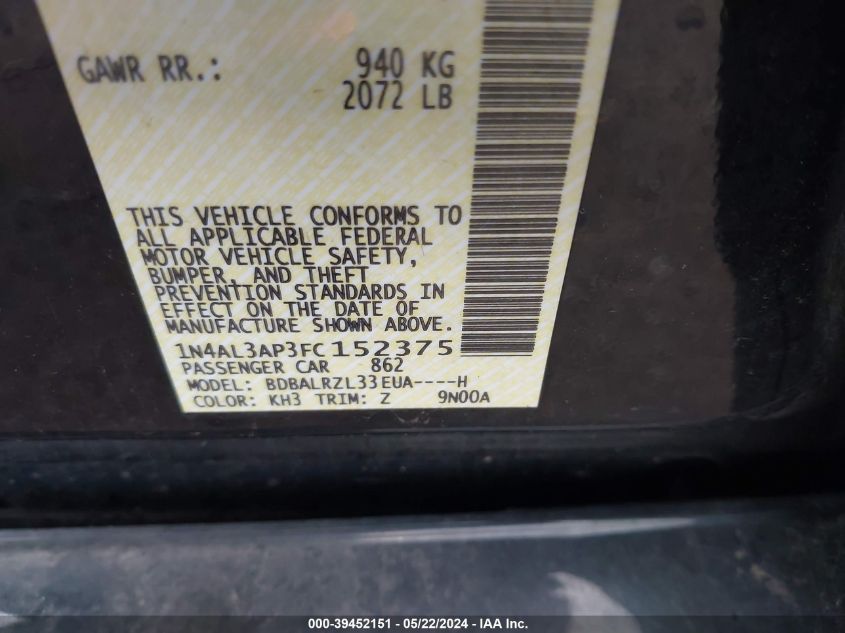 GAWR RR.: 940 KG
2072 LB
THIS VEHICLE CONFORMS TO
ALL APPLICABLE FEDERAL
MOTOR VEHICLE SAFETY,
BUMPER, AND THEFT
PREVENTION STANDARDS IN
EFFECT ON THE DATE OF
MANUFACTURE SHOWN ABOVE.
1N4AL3AP3FC152375
PASSENGER CAR 862
MODEL: BDBALRZL33EUA----H
COLOR: KH3 TRIM: Z 9N00A
000-39452151 - 05/22/2024 - IAA Inc.